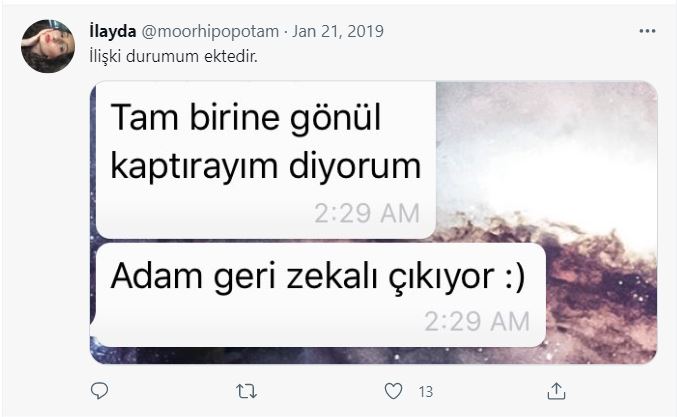 İlayda @moorhipopotam · Jan 21, 2019
İlişki durumum ektedir.
Tam birine gönül
kaptırayım diyorum
2:29 AM
Adam geri zekalı çıkıyor :)
2:29 AM
13